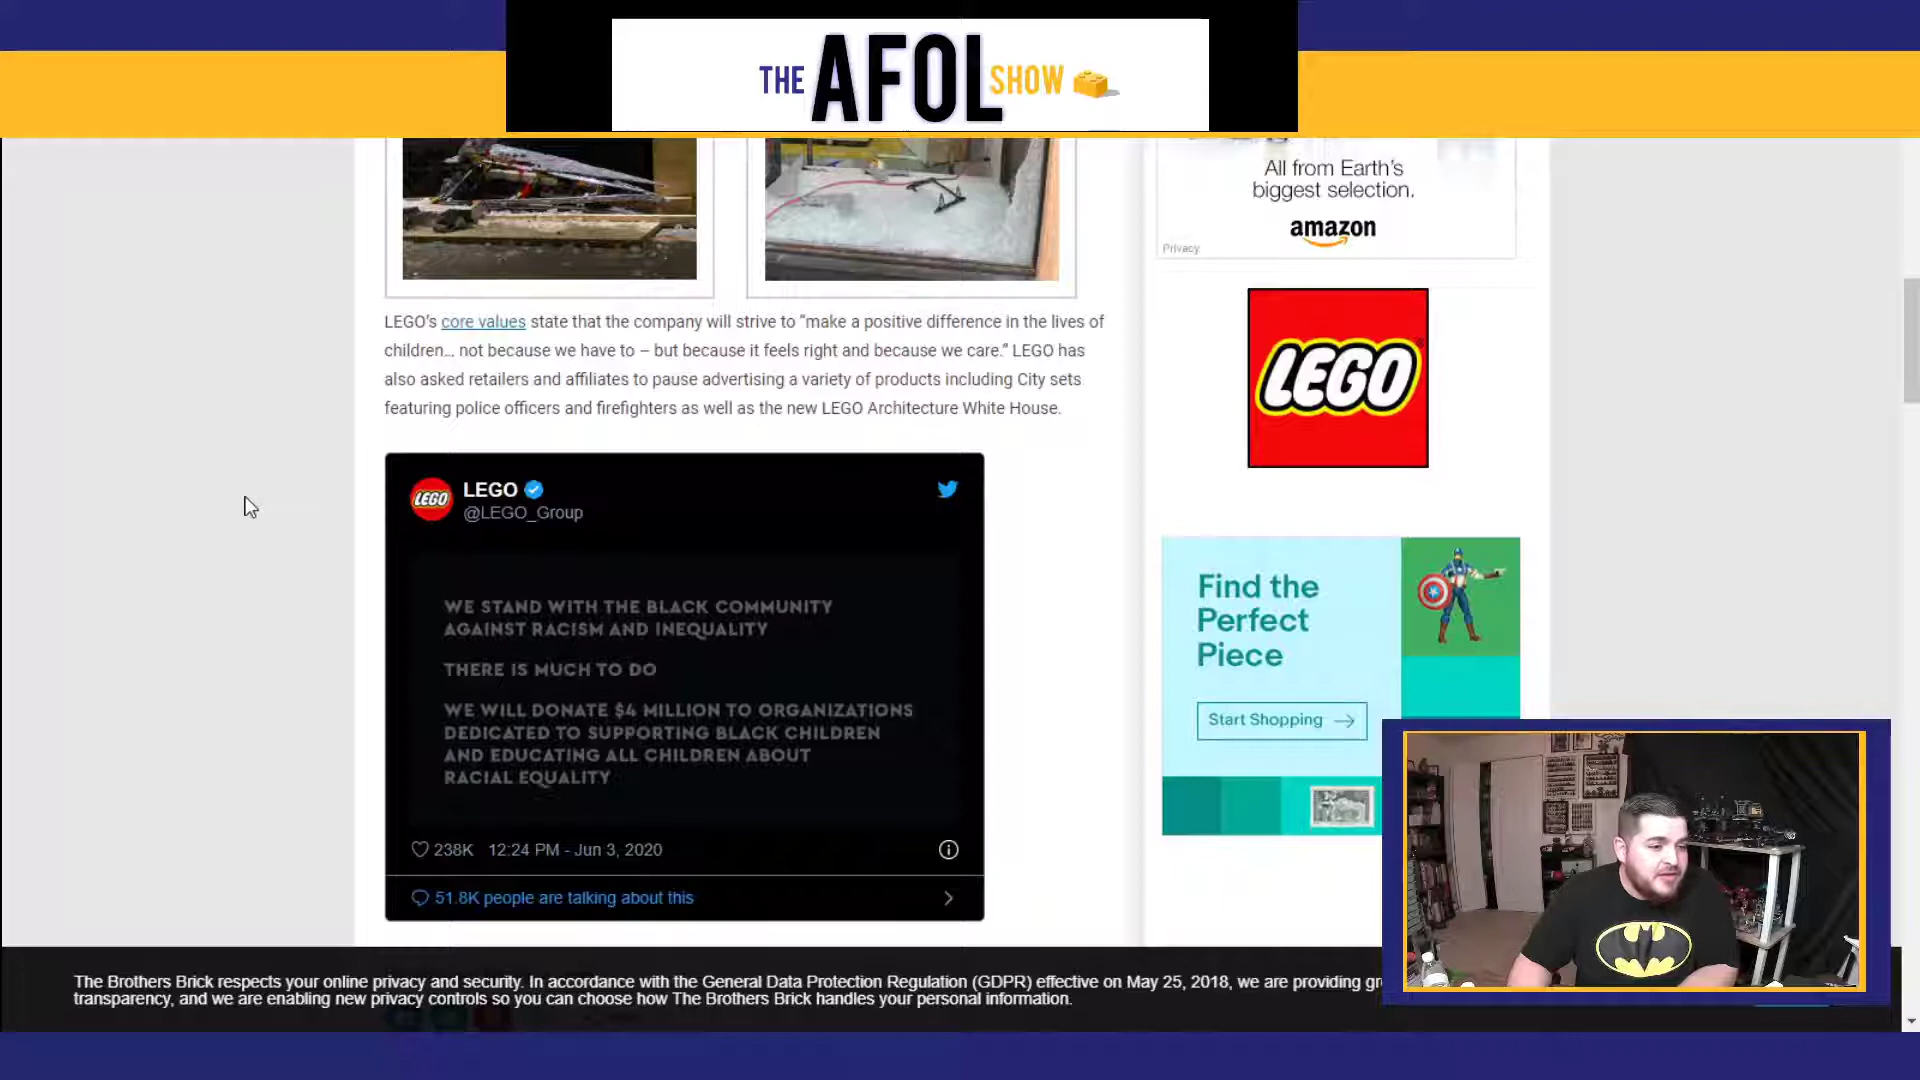 THE AFOL SHOW
All from Earth's
biggest selection.
amazon
Privacy
LEGO's core values state that the company will strive to “make a positive difference in the lives of
children... not because we have to – but because it feels right and because we care.” LEGO has
also asked retailers and affiliates to pause advertising a variety of products including City sets
featuring police officers and firefighters as well as the new LEGO Architecture White House.
LEGO
LEGO
LEGO
@LEGO_Group
WE STAND WITH THE BLACK COMMUNITY
AGAINST RACISM AND INEQUALITY
THERE IS MUCH TO DO
WE WILL DONATE $4 MILLION TO ORGANIZATIONS
DEDICATED TO SUPPORTING BLACK CHILDREN
AND EDUCATING ALL CHILDREN ABOUT
RACIAL EQUALITY
238K 12:24 PM - Jun 3, 2020
51.8K people are talking about this
Find the
Perfect
Piece
Start Shopping →
The Brothers Brick respects your online privacy and security. In accordance with the General Data Protection Regulation (GDPR) effective on May 25, 2018, we are providing
transparency, and we are enabling new privacy controls so you can choose how The Brothers Brick handles your personal information.